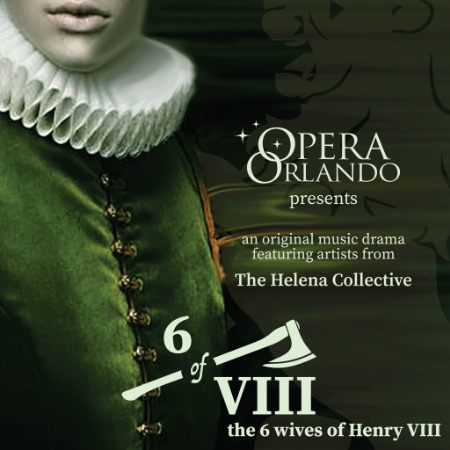 OPERA
ORLANDO
presents
an original music drama
featuring artists from
The Helena Collective
6
of
VIII
the 6 wives of Henry VIII